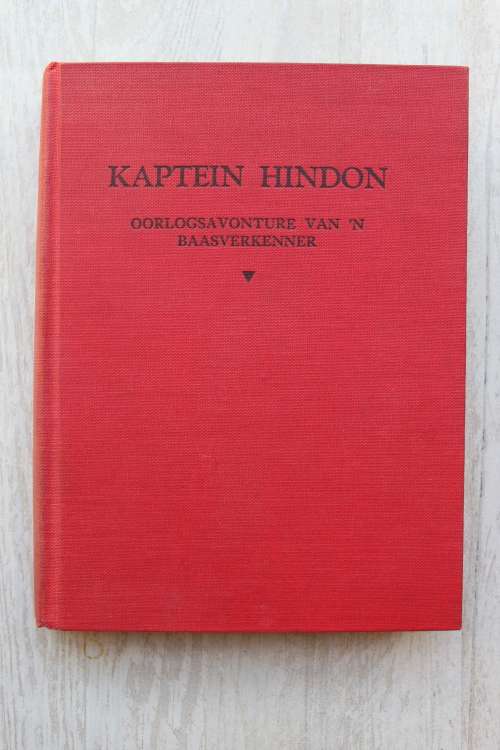 KAPTEIN HINDON
OORLOGSAVONTURE VAN 'N
BAASVERKENNER